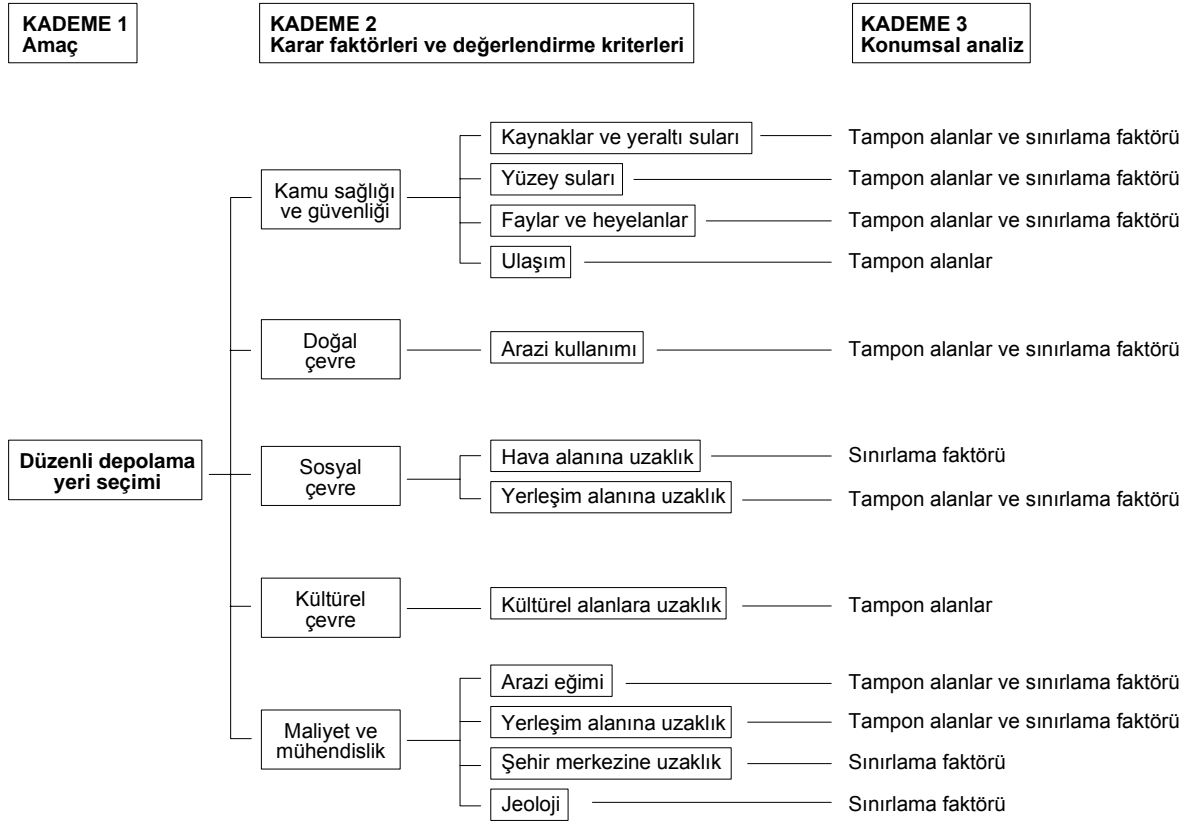 KADEME 1
Amaç
KADEME 2
Karar faktörleri ve değerlendirme kriterleri
KADEME 3
Konumsal analiz
Düzenli depolama
yeri seçimi
Kamu sağlığı
ve güvenliği
Kaynaklar ve yeraltı suları
Tampon alanlar ve sınırlama faktörü
Yüzey suları
Tampon alanlar ve sınırlama faktörü
Faylar ve heyelanlar
Tampon alanlar ve sınırlama faktörü
Ulaşım
Tampon alanlar
Doğal
çevre
Arazi kullanımı
Tampon alanlar ve sınırlama faktörü
Sosyal
çevre
Hava alanına uzaklık
Sınırlama faktörü
Yerleşim alanına uzaklık
Tampon alanlar ve sınırlama faktörü
Kültürel
çevre
Kültürel alanlara uzaklık
Tampon alanlar
Maliyet ve
mühendislik
Arazi eğimi
Tampon alanlar ve sınırlama faktörü
Yerleşim alanına uzaklık
Tampon alanlar ve sınırlama faktörü
Şehir merkezine uzaklık
Sınırlama faktörü
Jeoloji
Sınırlama faktörü